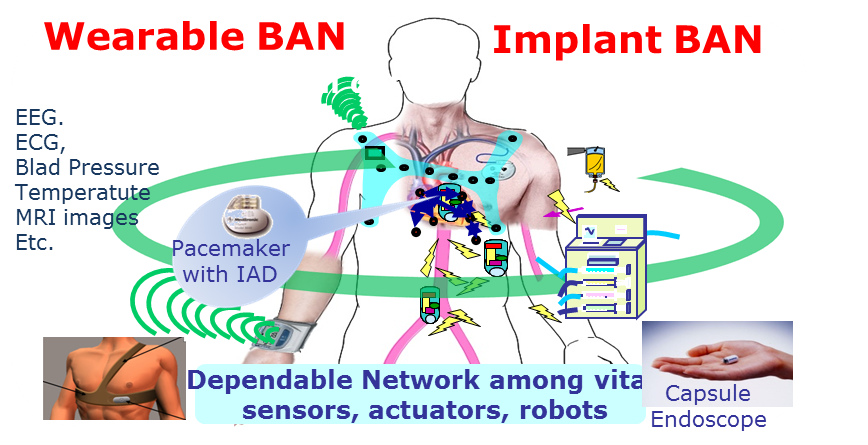 Wearable BAN
Implant BAN
EEG.
ECG,
Blad Pressure
Temperatute
MRI images
Etc.
Pacemaker
with IAD
Dependable Network among vita
sensors, actuators, robots
Capsule
Endoscope